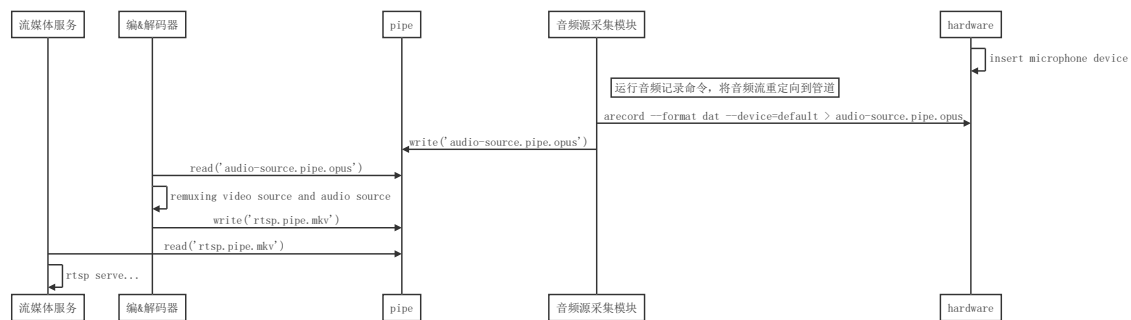 流媒体服务
编&解码器
pipe
音频源采集模块
hardware
insert microphone device
运行音频记录命令, 将音频流重定向到管道
arecord --format dat --device=default > audio-source.pipe.opus
write('audio-source.pipe.opus')
read('audio-source.pipe.opus')
remuxing video source and audio source
write('rtsp.pipe.mkv')
read('rtsp.pipe.mkv')
rtsp serve...
流媒体服务
编&解码器
pipe
音频源采集模块
hardware